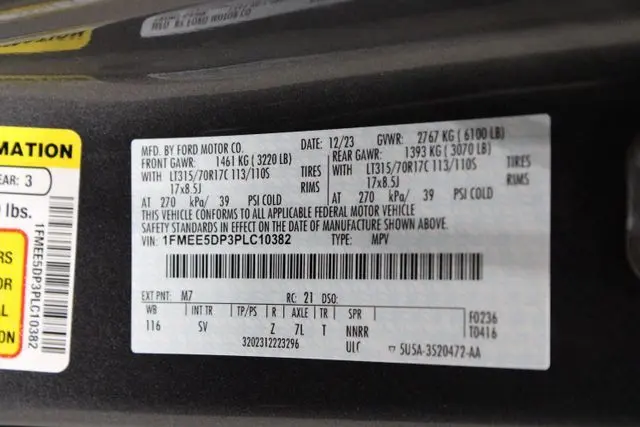 MFD. BY FORD MOTOR CO. DATE: 12/23 GVWR: 2767 KG ( 6100 LB)
FRONT GAWR: 1461 KG ( 3220 LB) REAR GAWR: 1393 KG ( 3070 LB)
WITH LT315/70R17C 113/110S TIRES WITH LT315/70R17C 113/110S TIRES
17x8.5J RIMS 17x8.5J RIMS
AT 270 kPa/ 39 PSI COLD AT 270 kPa/ 39 PSI COLD
THIS VEHICLE CONFORMS TO ALL APPLICABLE FEDERAL MOTOR VEHICLE
SAFETY STANDARDS IN EFFECT ON THE DATE OF MANUFACTURE SHOWN ABOVE.
VIN: 1FMEE5DP3PLC10382 TYPE: MPV
EXT PNT: M7 RC: 21 DSO:
WB INT TR TP/PS R AXLE TR SPR F0236
116 SV Z 7L T NNRR T0416
3202312223296 ULC 5U5A-3520472-AA
MATION
EAR: 3
lbs.
RS
OR
AL
ON
1FMEE5DP3PLC10382